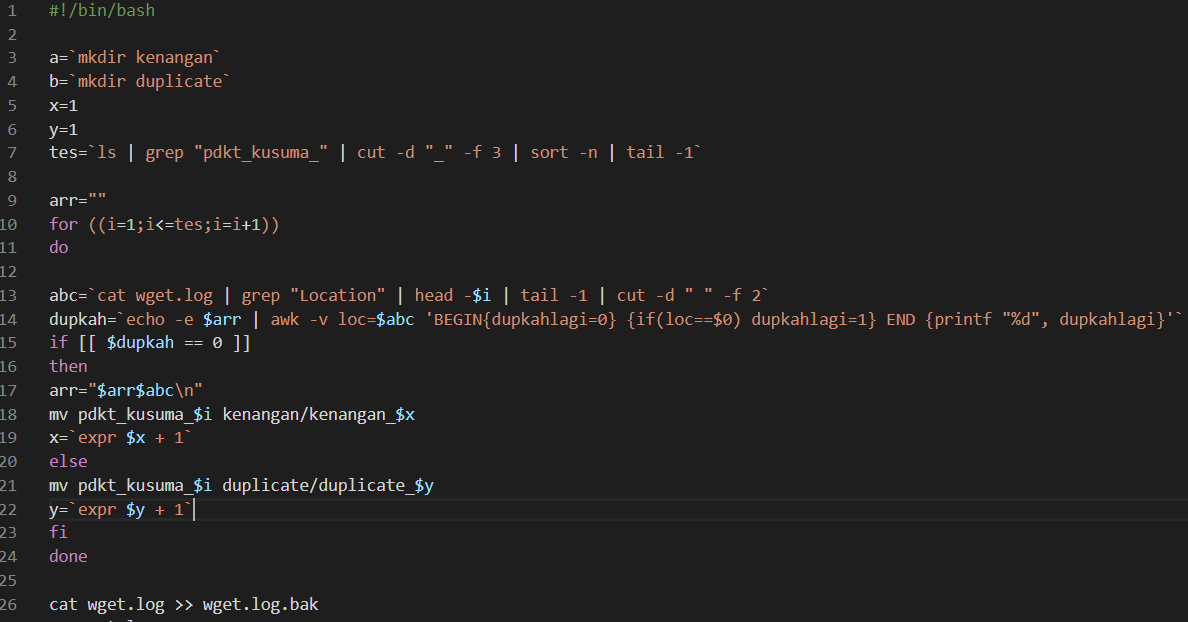 1 #!/bin/bash
2
3 a=`mkdir kenangan`
4 b=`mkdir duplicate`
5 x=1
6 y=1
7 tes=`ls | grep "pdkt_kusuma_" | cut -d "_" -f 3 | sort -n | tail -1`
8
9 arr=""
10 for ((i=1;i<=tes;i=i+1))
11 do
12
13 abc=`cat wget.log | grep "Location" | head -$i | tail -1 | cut -d " " -f 2`
14 dupkah=`echo -e $arr | awk -v loc=$abc 'BEGIN{dupkahlagi=0} {if(loc==$0) dupkahlagi=1} END {printf "%d", dupkahlagi}'`
15 if [[ $dupkah == 0 ]]
16 then
17 arr="$arr$abc\n"
18 mv pdkt_kusuma_$i kenangan/kenangan_$x
19 x=`expr $x + 1`
20 else
21 mv pdkt_kusuma_$i duplicate/duplicate_$y
22 y=`expr $y + 1`
23 fi
24 done
25
26 cat wget.log >> wget.log.bak